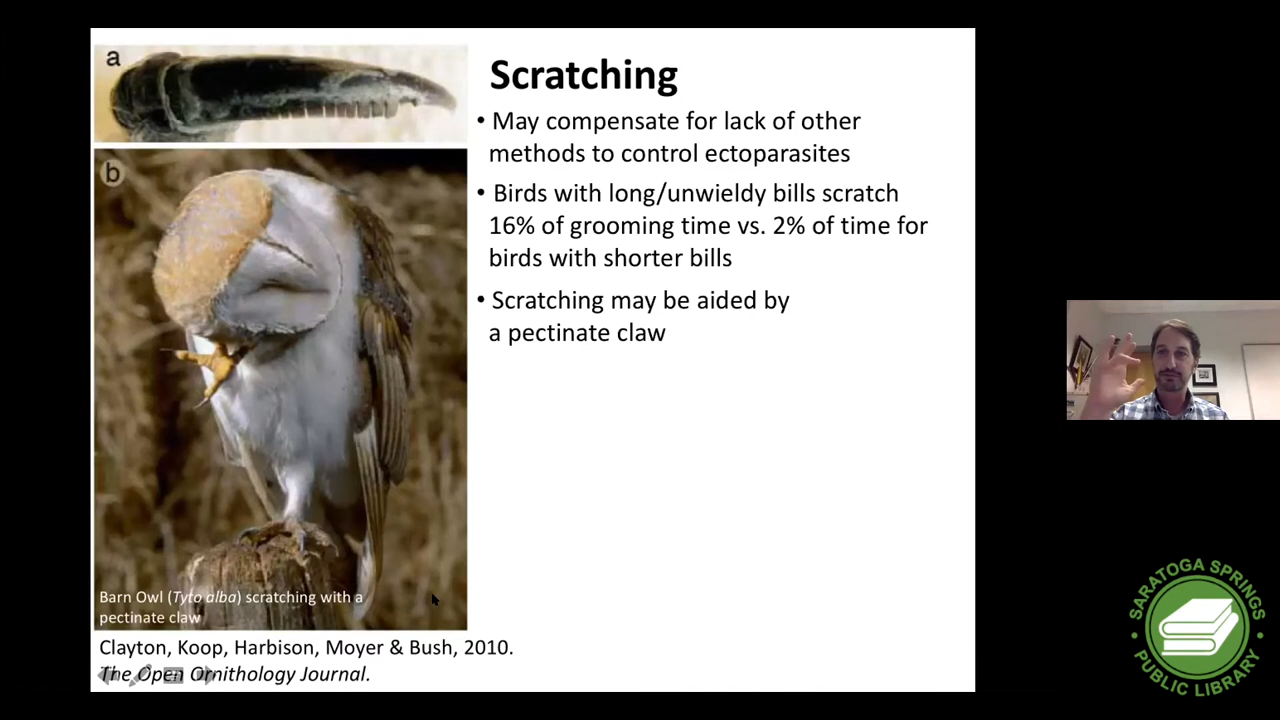 a
Scratching
• May compensate for lack of other
methods to control ectoparasites
b
• Birds with long/unwieldy bills scratch
16% of grooming time vs. 2% of time for
birds with shorter bills
• Scratching may be aided by
a pectinate claw
Barn Owl (Tyto alba) scratching with a
pectinate claw
Clayton, Koop, Harbison, Moyer & Bush, 2010.
The Open Ornithology Journal.
SARATOGA SPRINGS
• PUBLIC LIBRARY •